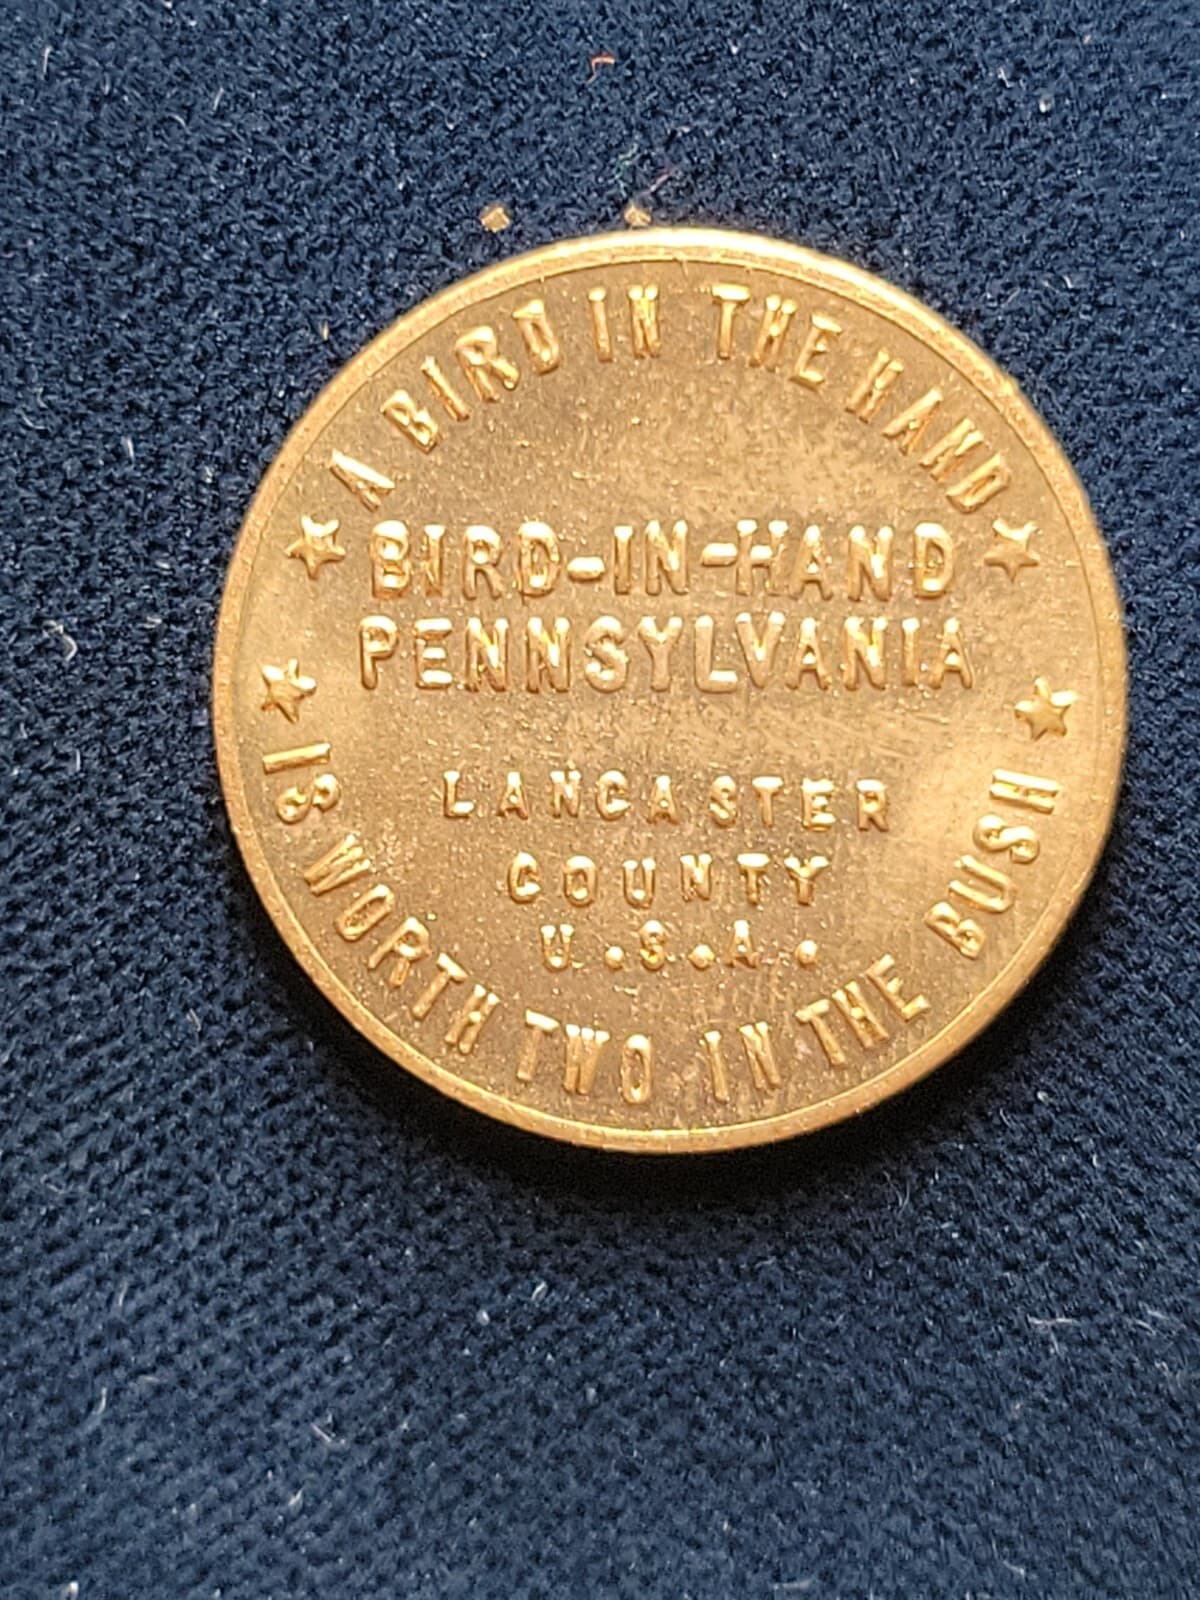 A BIRD IN THE HAND
BIRD-IN-HAND
PENNSYLVANIA
LANCASTER
COUNTY
U.S.A.
IS WORTH TWO IN THE BUSH